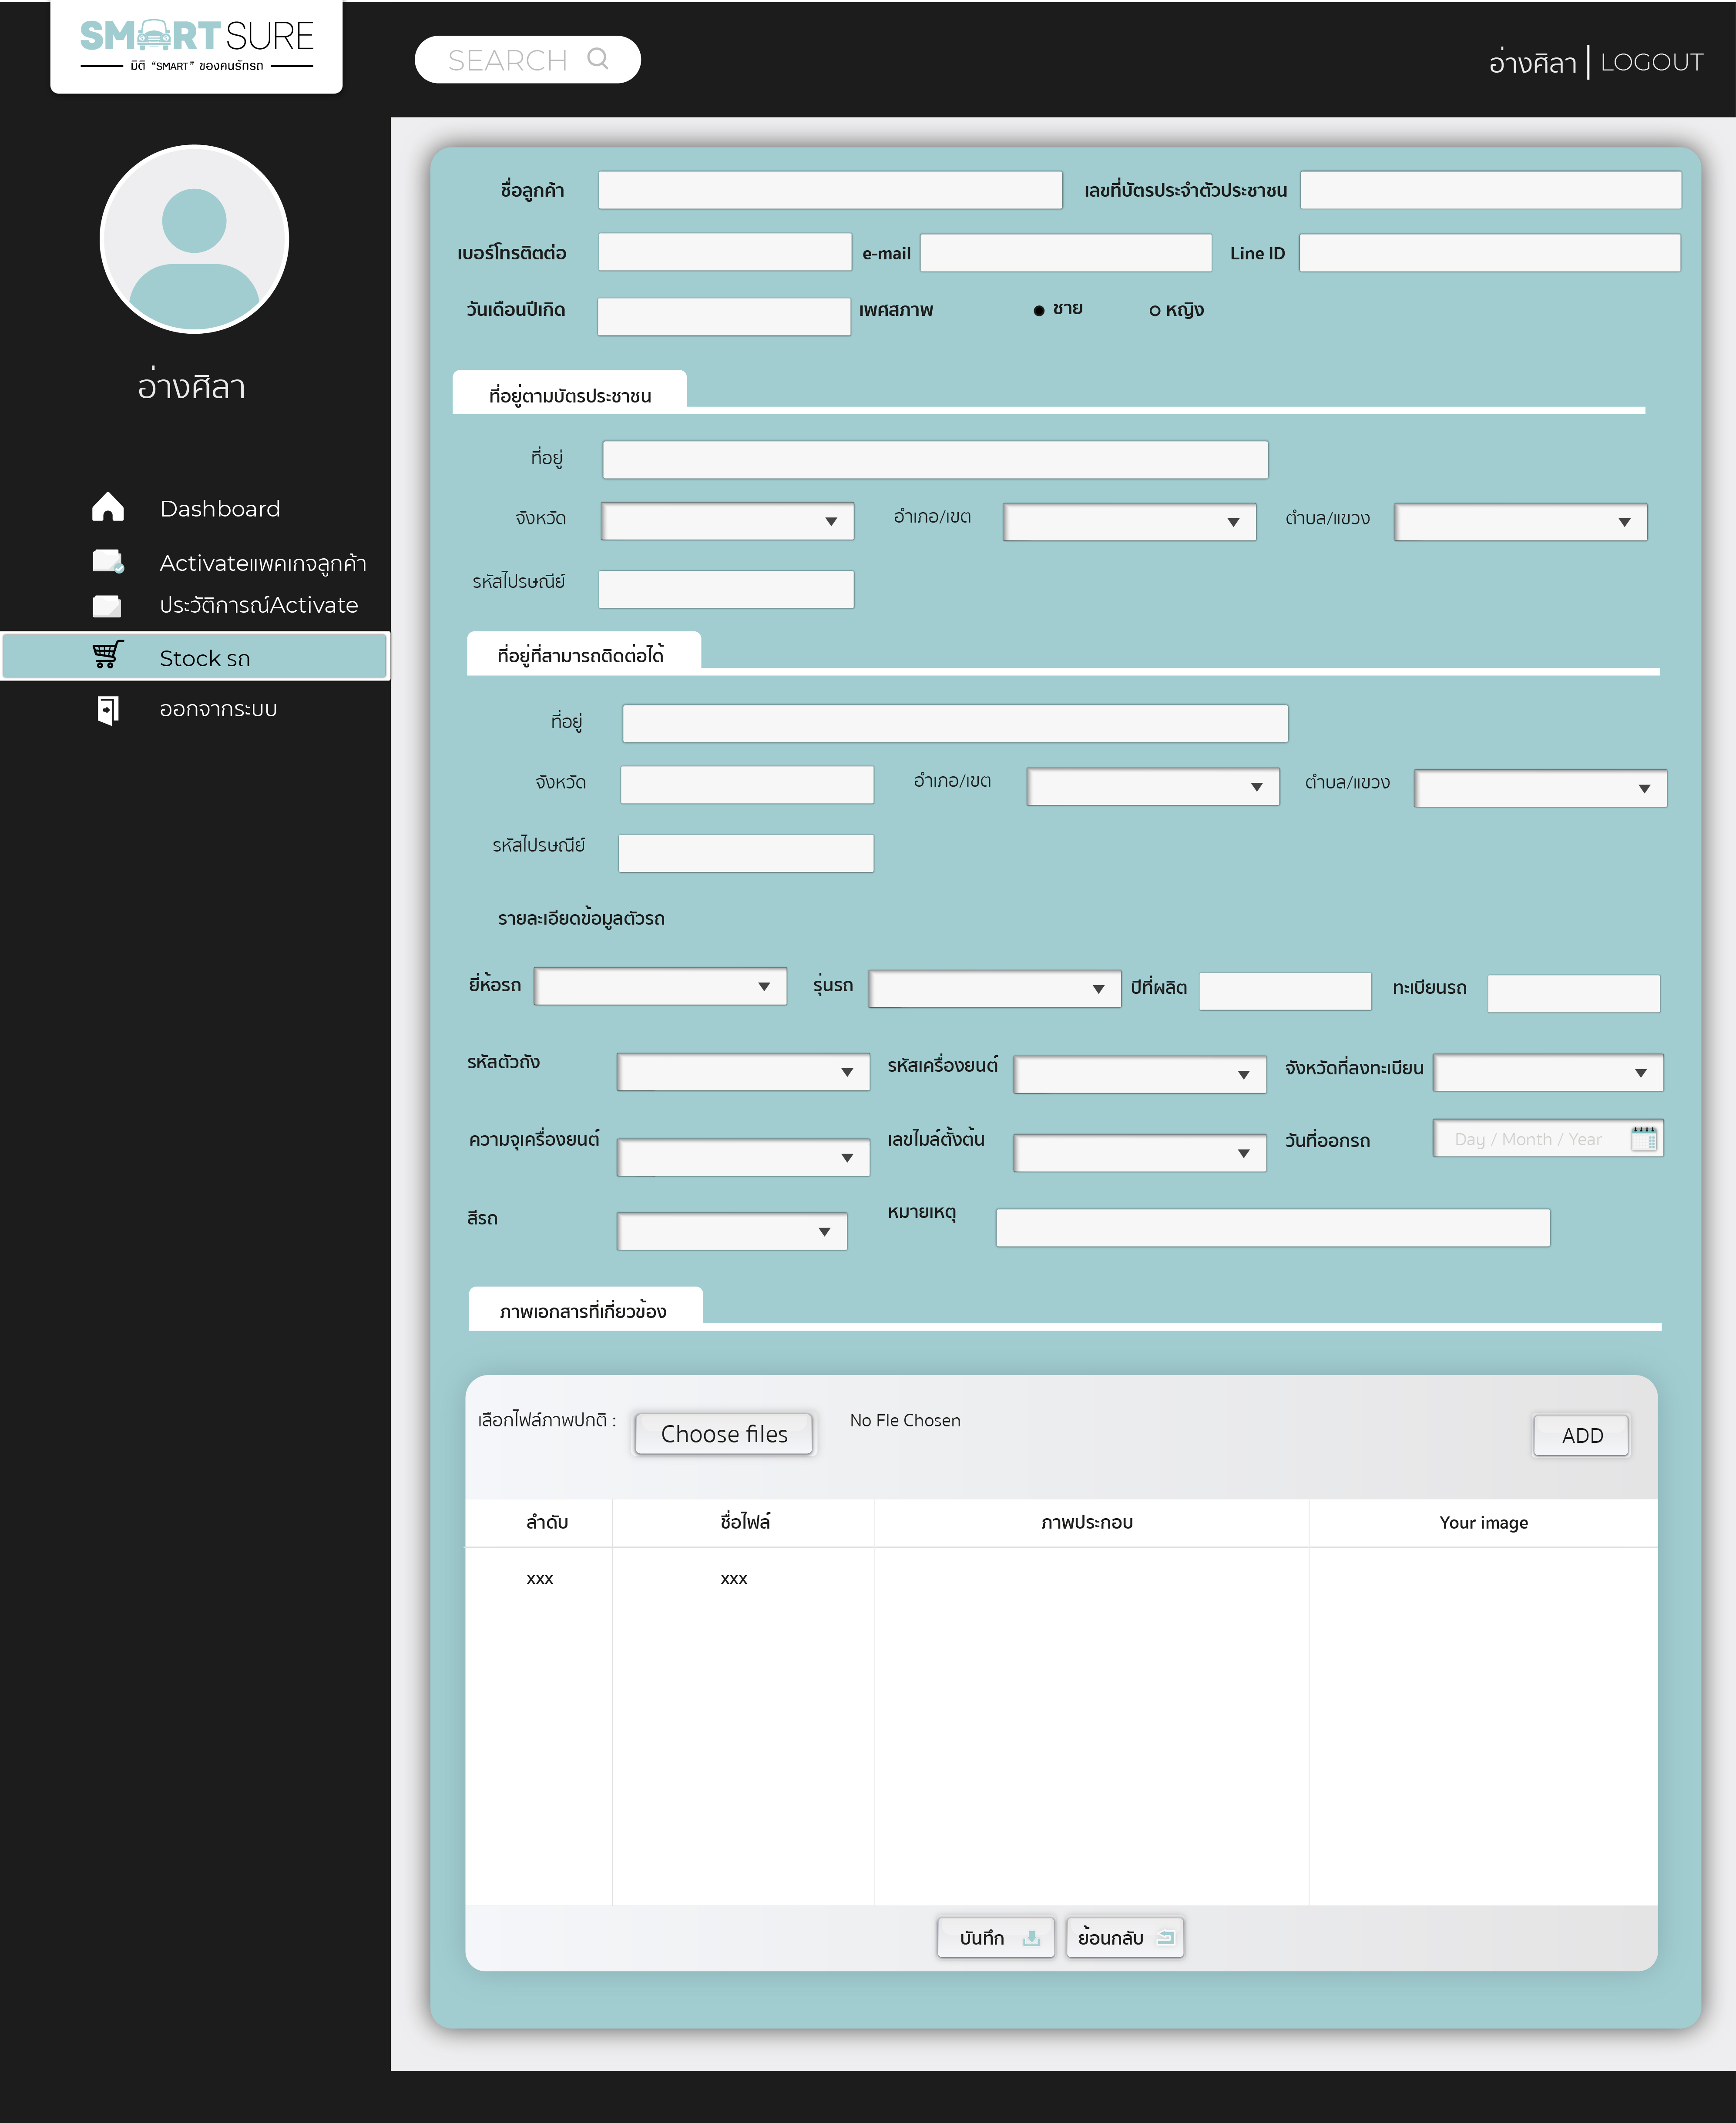 SMART SURE
มิติ “SMART” ของคนรักรถ
SEARCH
อ่างศิลา | LOGOUT
อ่างศิลา
Dashboard
Activateแพคเกจลูกค้า
ประวัติการณ์Activate
Stock รถ
ออกจากระบบ
ชื่อลูกค้า เลขที่บัตรประจำตัวประชาชน
เบอร์โทรติตต่อ e-mail Line ID
วันเดือนปีเกิด เพศสภาพ ชาย หญิง
ที่อยู่ตามบัตรประชาชน
ที่อยู่
จังหวัด อำเภอ/เขต ตำบล/แขวง
รหัสไปรษณีย์
ที่อยู่ที่สามารถติดต่อได้
ที่อยู่
จังหวัด อำเภอ/เขต ตำบล/แขวง
รหัสไปรษณีย์
รายละเอียดข้อมูลตัวรถ
ยี่ห้อรถ รุ่นรถ ปีที่ผลิต ทะเบียนรถ
รหัสตัวถัง รหัสเครื่องยนต์ จังหวัดที่ลงทะเบียน
ความจุเครื่องยนต์ เลขไมล์ตั้งต้น วันที่ออกรถ Day / Month / Year
สีรถ หมายเหตุ
ภาพเอกสารที่เกี่ยวข้อง
เลือกไฟล์ภาพปกติ : Choose files No FIe Chosen ADD
ลำดับ ชื่อไฟล์ ภาพประกอบ Your image
xxx xxx
บันทึก ย้อนกลับ